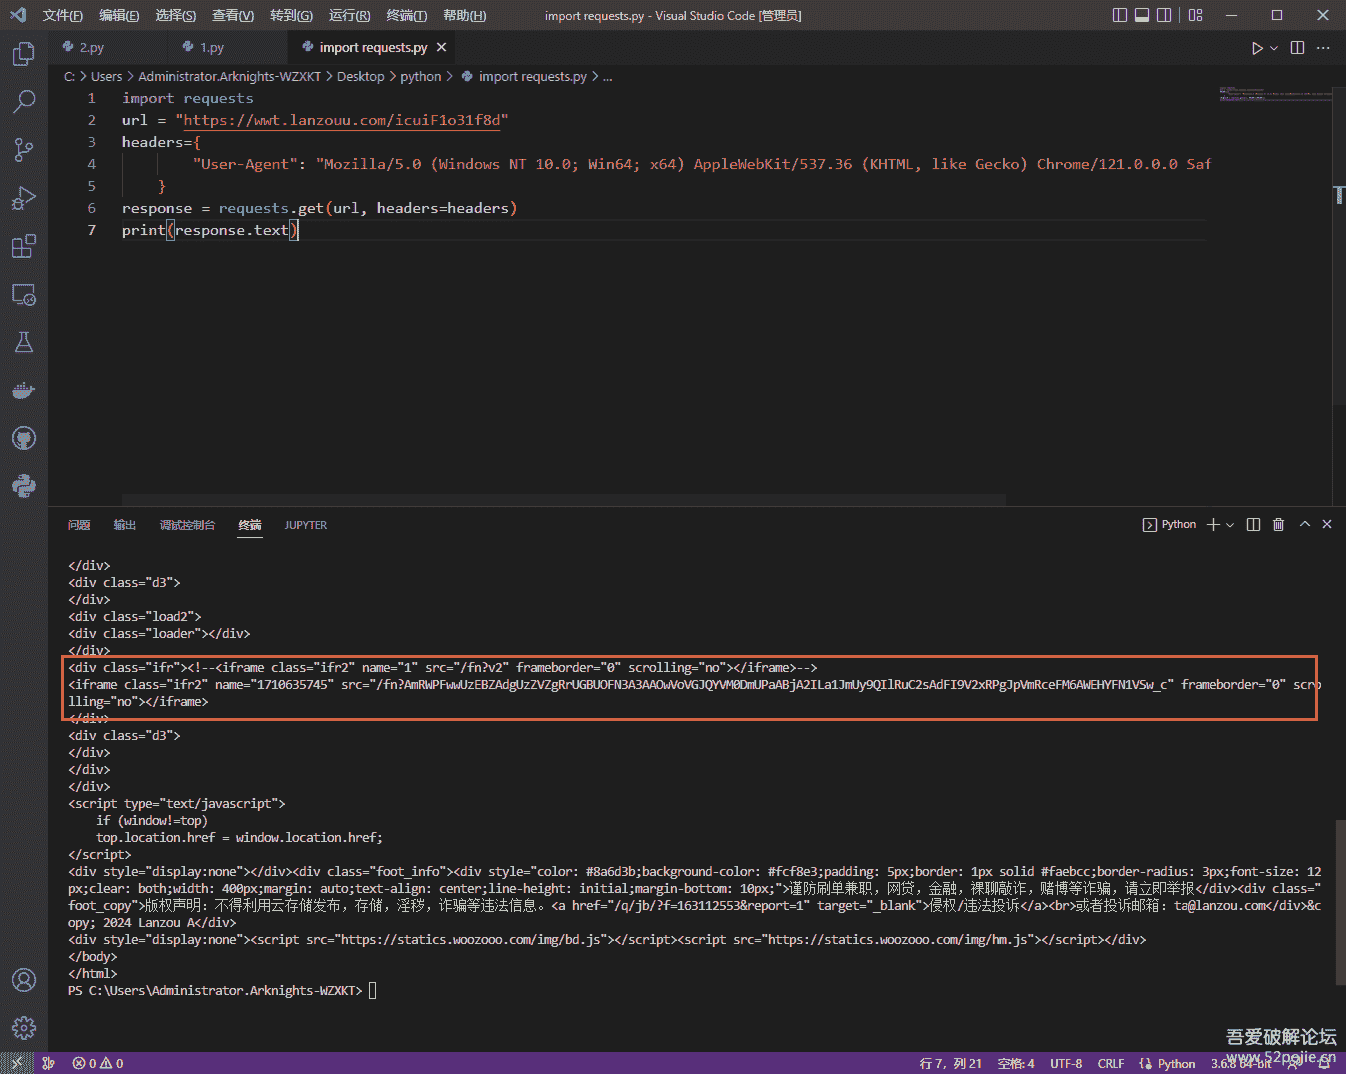 文件(F) 编辑(E) 选择(S) 查看(V) 转到(G) 运行(R) 终端(T) 帮助(H) import requests.py - Visual Studio Code [管理员]
2.py 1.py import requests.py
C: > Users > Administrator.Arknights-WZXKT > Desktop > python > import requests.py > ...
1 import requests
2 url = "https://wwt.lanzouu.com/icuiF1o31f8d"
3 headers={
4 "User-Agent": "Mozilla/5.0 (Windows NT 10.0; Win64; x64) AppleWebKit/537.36 (KHTML, like Gecko) Chrome/121.0.0.0 Saf
5 }
6 response = requests.get(url, headers=headers)
7 print(response.text)
问题 输出 调试控制台 终端 JUPYTER Python
</div>
<div class="d3">
</div>
<div class="load2">
<div class="loader"></div>
</div>
<div class="ifr"><!--<iframe class="ifr2" name="1" src="/fn?v2" frameborder="0" scrolling="no"></iframe>-->
<iframe class="ifr2" name="1710635745" src="/fn?AmRWPFwwUzEBZAdgUzZVZgRrUGBUOFN3A3AAOwVoVGJQYVM0DmUPaABjA2ILa1JmUy9QIlRuC2sAdFI9V2xRPgJpVmRceFM6AWEHYFN1VSw_c" frameborder="0" scro
lling="no"></iframe>
</div>
<div class="d3">
</div>
</div>
</div>
<script type="text/javascript">
if (window!=top)
top.location.href = window.location.href;
</script>
<div style="display:none"></div><div class="foot_info"><div style="color: #8a6d3b;background-color: #fcf8e3;padding: 5px;border: 1px solid #faebcc;border-radius: 3px;font-size: 12
px;clear: both;width: 400px;margin: auto;text-align: center;line-height: initial;margin-bottom: 10px;">谨防刷单兼职，网贷，金融，裸聊敲诈，赌博等诈骗，请立即举报</div><div class="
foot_copy">版权声明：不得利用云存储发布，存储，淫秽，诈骗等违法信息。<a href="/q/jb/?f=163112553&report=1" target="_blank">侵权/违法投诉</a><br>或者投诉邮箱：ta@lanzou.com</div>&c
opy; 2024 Lanzou A</div>
<div style="display:none"><script src="https://statics.woozooo.com/img/bd.js"></script><script src="https://statics.woozooo.com/img/hm.js"></script></div>
</body>
</html>
PS C:\Users\Administrator.Arknights-WZXKT>
吾爱破解论坛
www.52pojie.cn
0 0 行 7，列 21 空格: 4 UTF-8 CRLF Python 3.6.8 64-bit